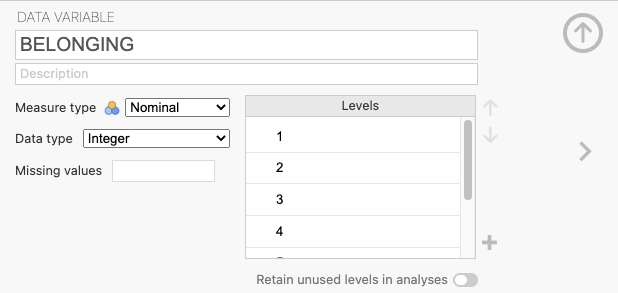 DATA VARIABLE
BELONGING
Description
Measure type Nominal
Data type Integer
Missing values
Levels
1
2
3
4
Retain unused levels in analyses